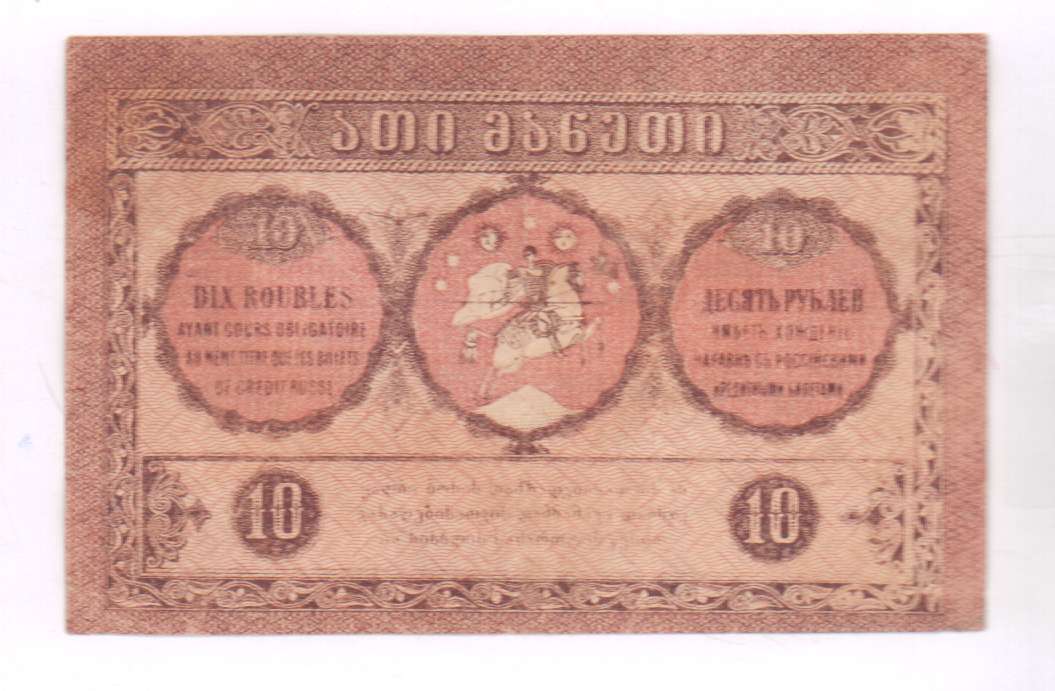 ათი მანეთი
10
DIX ROUBLES
AYANT COURS OBLIGATOIRE
AU MÊME TITRE QUE LES BILLETS
DE CRÉDIT RUSSE
10
ДЕСЯТЬ РУБЛЕЙ
ИМѢЕТЪ ХОЖДЕНІЕ
НАРАВНѢ СЪ РОССІЙСКИМИ
КРЕДИТНЫМИ БИЛЕТАМИ
10
10